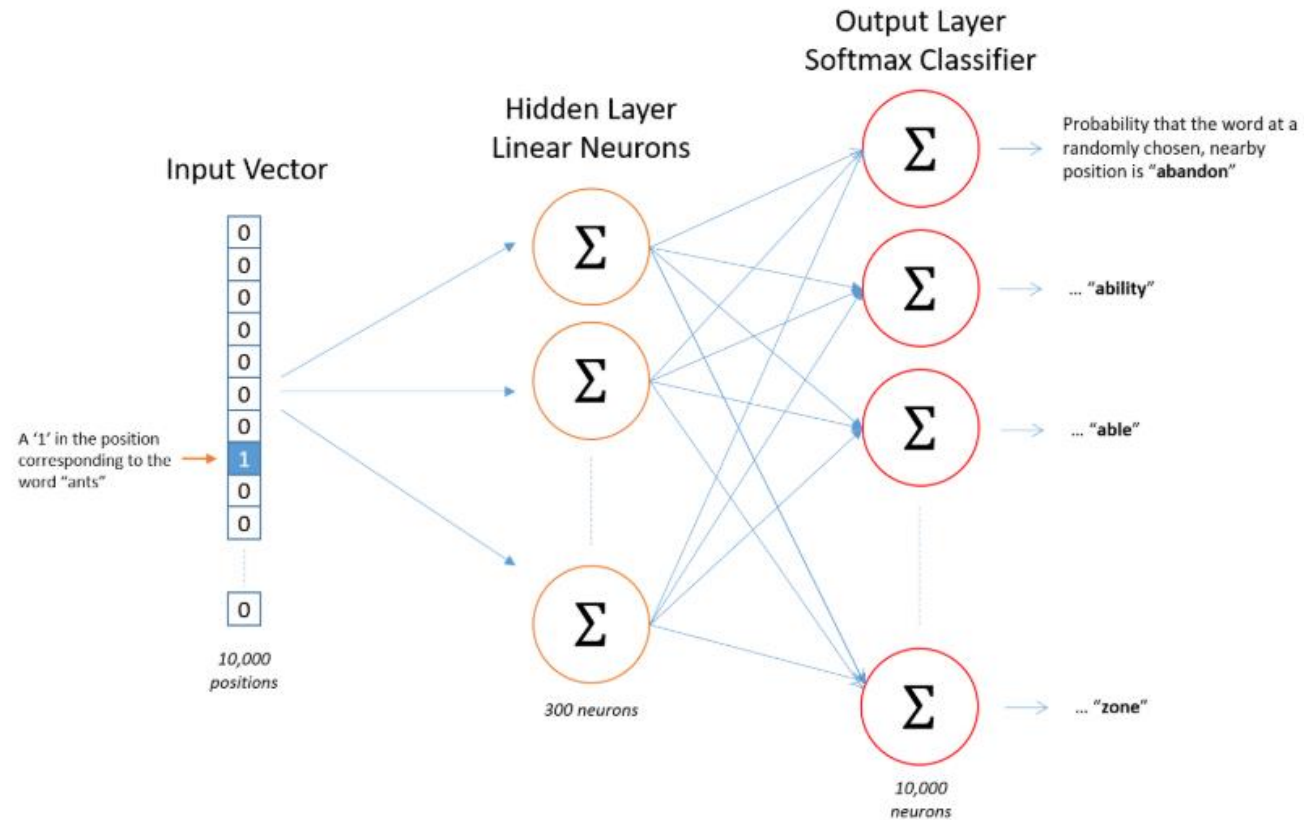 Output Layer
Softmax Classifier
Hidden Layer
Linear Neurons
Input Vector
Σ
Probability that the word at a
randomly chosen, nearby
position is “abandon”
Σ
0
0
0
0
0
0
0
1
0
0
0
Σ
... “ability”
Σ
A ‘1’ in the position
corresponding to the
word “ants”
Σ
... “able”
Σ
10,000
positions
300 neurons
Σ
... “zone”
10,000
neurons